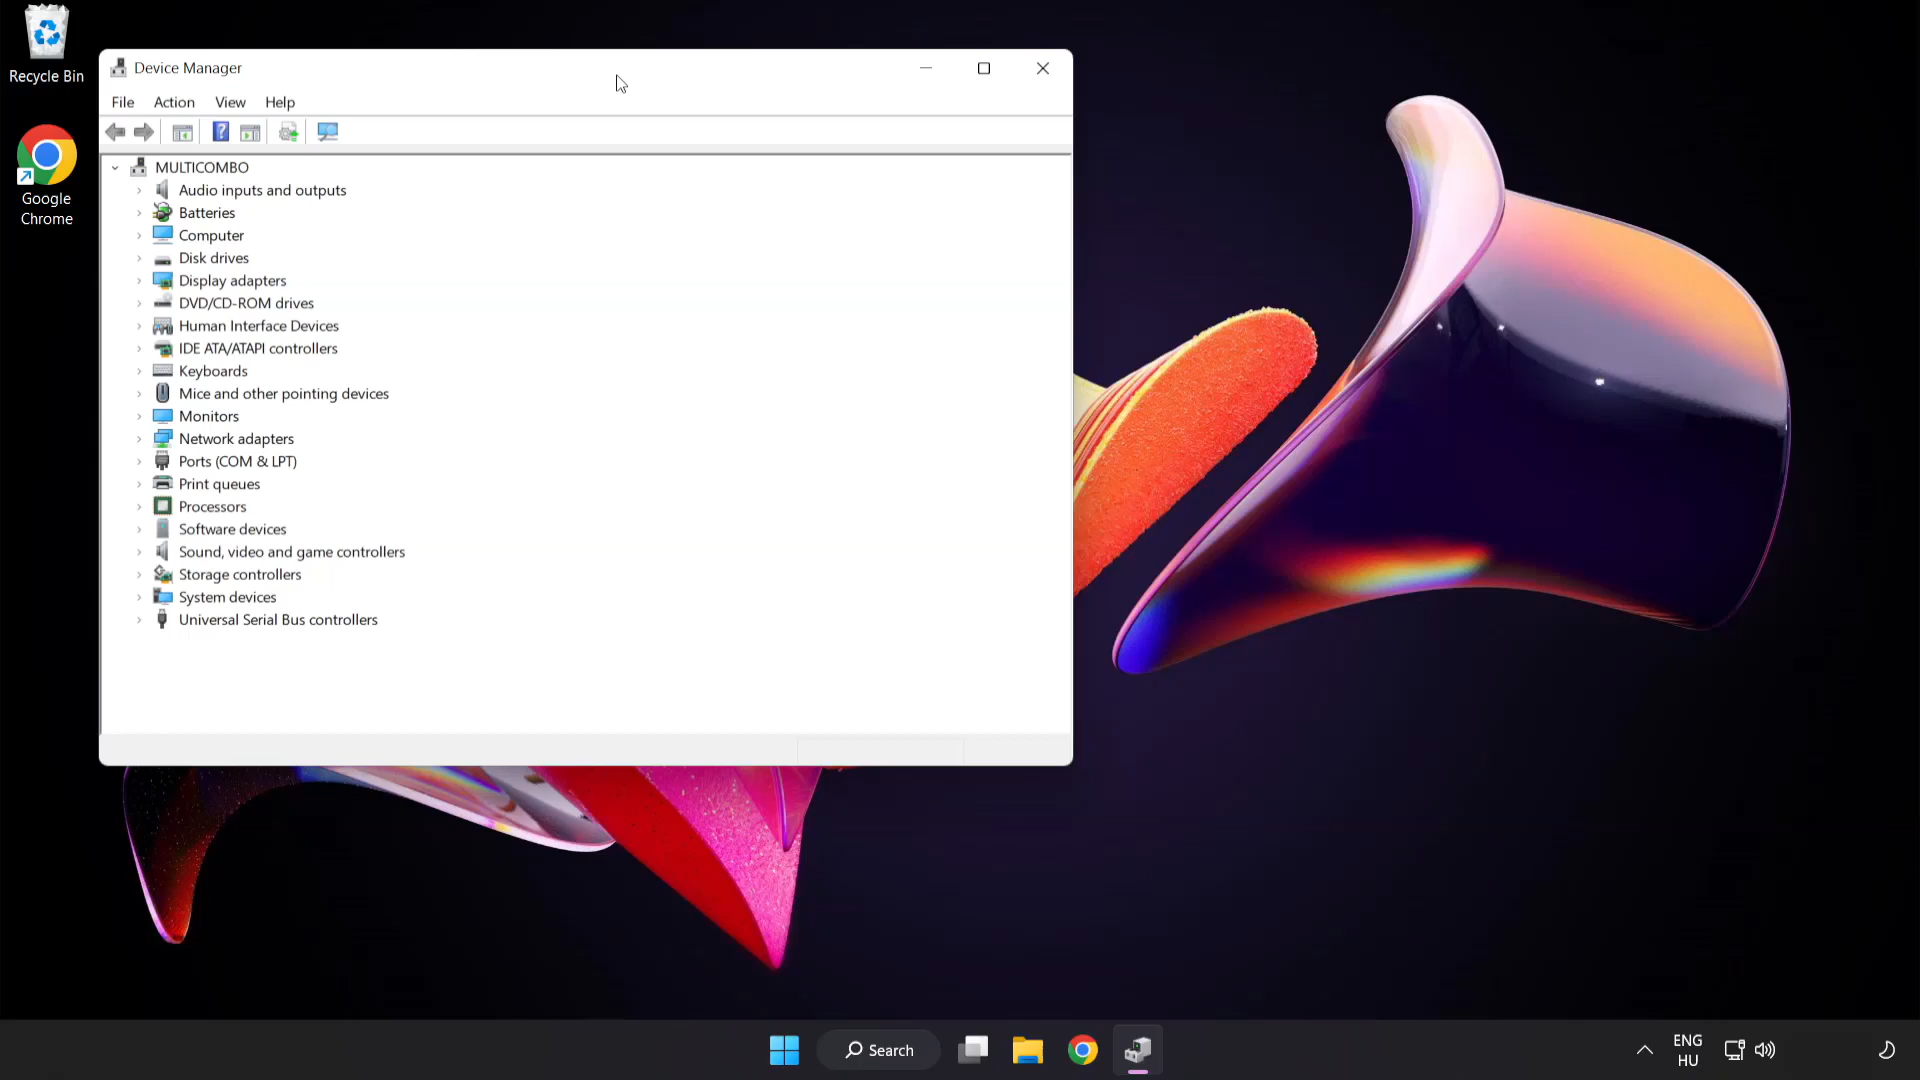 Recycle Bin
Google
Chrome
Device Manager
File Action View Help
MULTICOMBO
Audio inputs and outputs
Batteries
Computer
Disk drives
Display adapters
DVD/CD-ROM drives
Human Interface Devices
IDE ATA/ATAPI controllers
Keyboards
Mice and other pointing devices
Monitors
Network adapters
Ports (COM & LPT)
Print queues
Processors
Software devices
Sound, video and game controllers
Storage controllers
System devices
Universal Serial Bus controllers
Search
ENG
HU